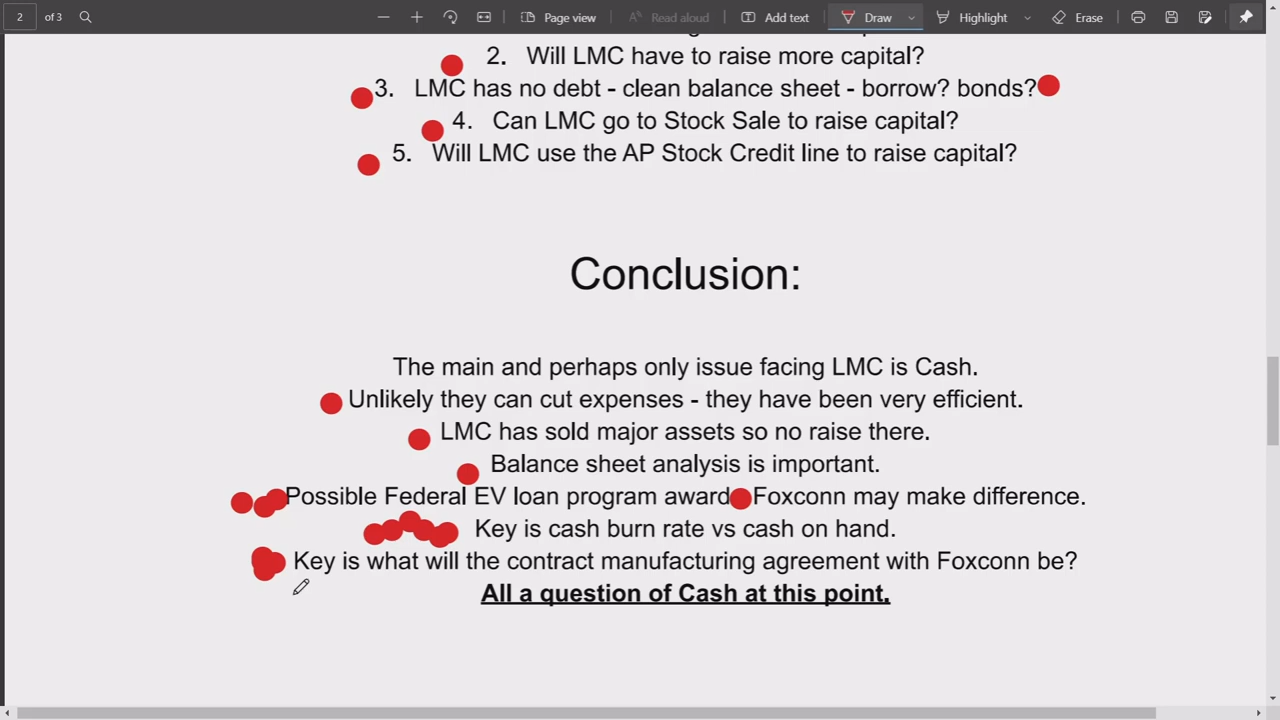 2 of 3 Page view Read aloud Add text Draw Highlight Erase
2. Will LMC have to raise more capital?
3. LMC has no debt - clean balance sheet - borrow? bonds?
4. Can LMC go to Stock Sale to raise capital?
5. Will LMC use the AP Stock Credit line to raise capital?
Conclusion:
The main and perhaps only issue facing LMC is Cash.
Unlikely they can cut expenses - they have been very efficient.
LMC has sold major assets so no raise there.
Balance sheet analysis is important.
Possible Federal EV loan program award Foxconn may make difference.
Key is cash burn rate vs cash on hand.
Key is what will the contract manufacturing agreement with Foxconn be?
All a question of Cash at this point.